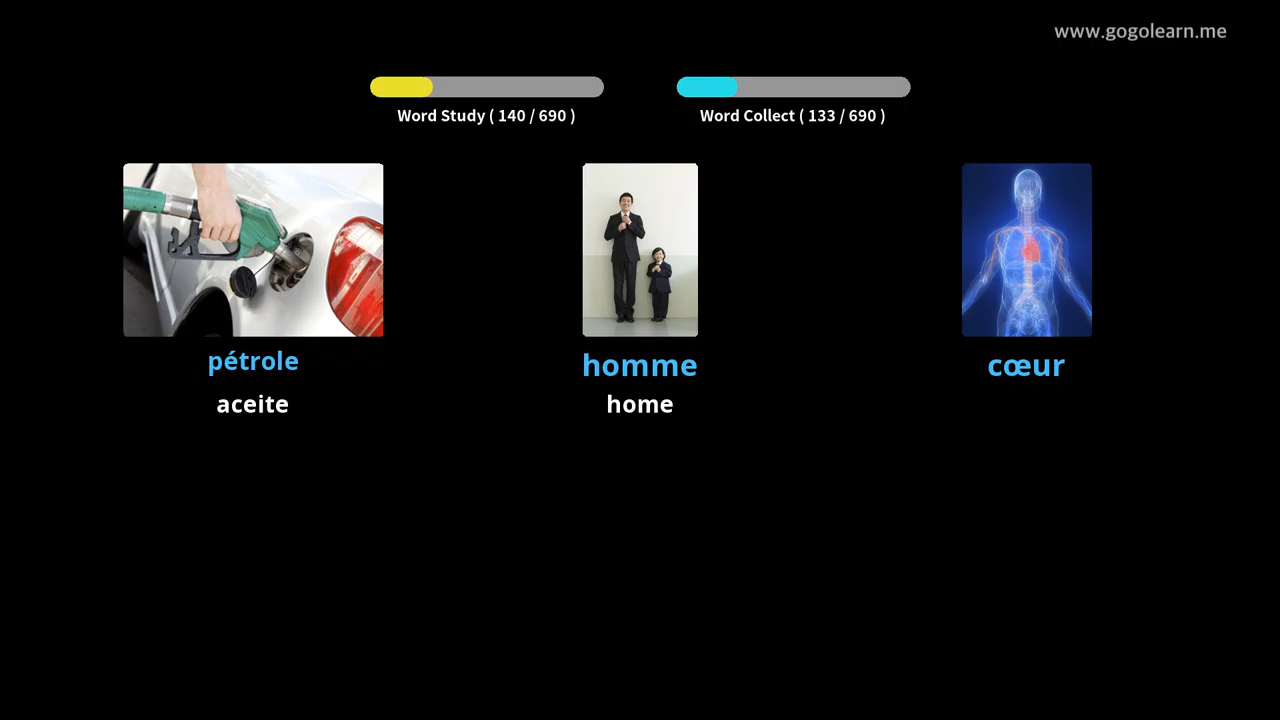 www.gogolearn.me
Word Study ( 140 / 690 )
Word Collect ( 133 / 690 )
pétrole
homme
cœur
aceite
home